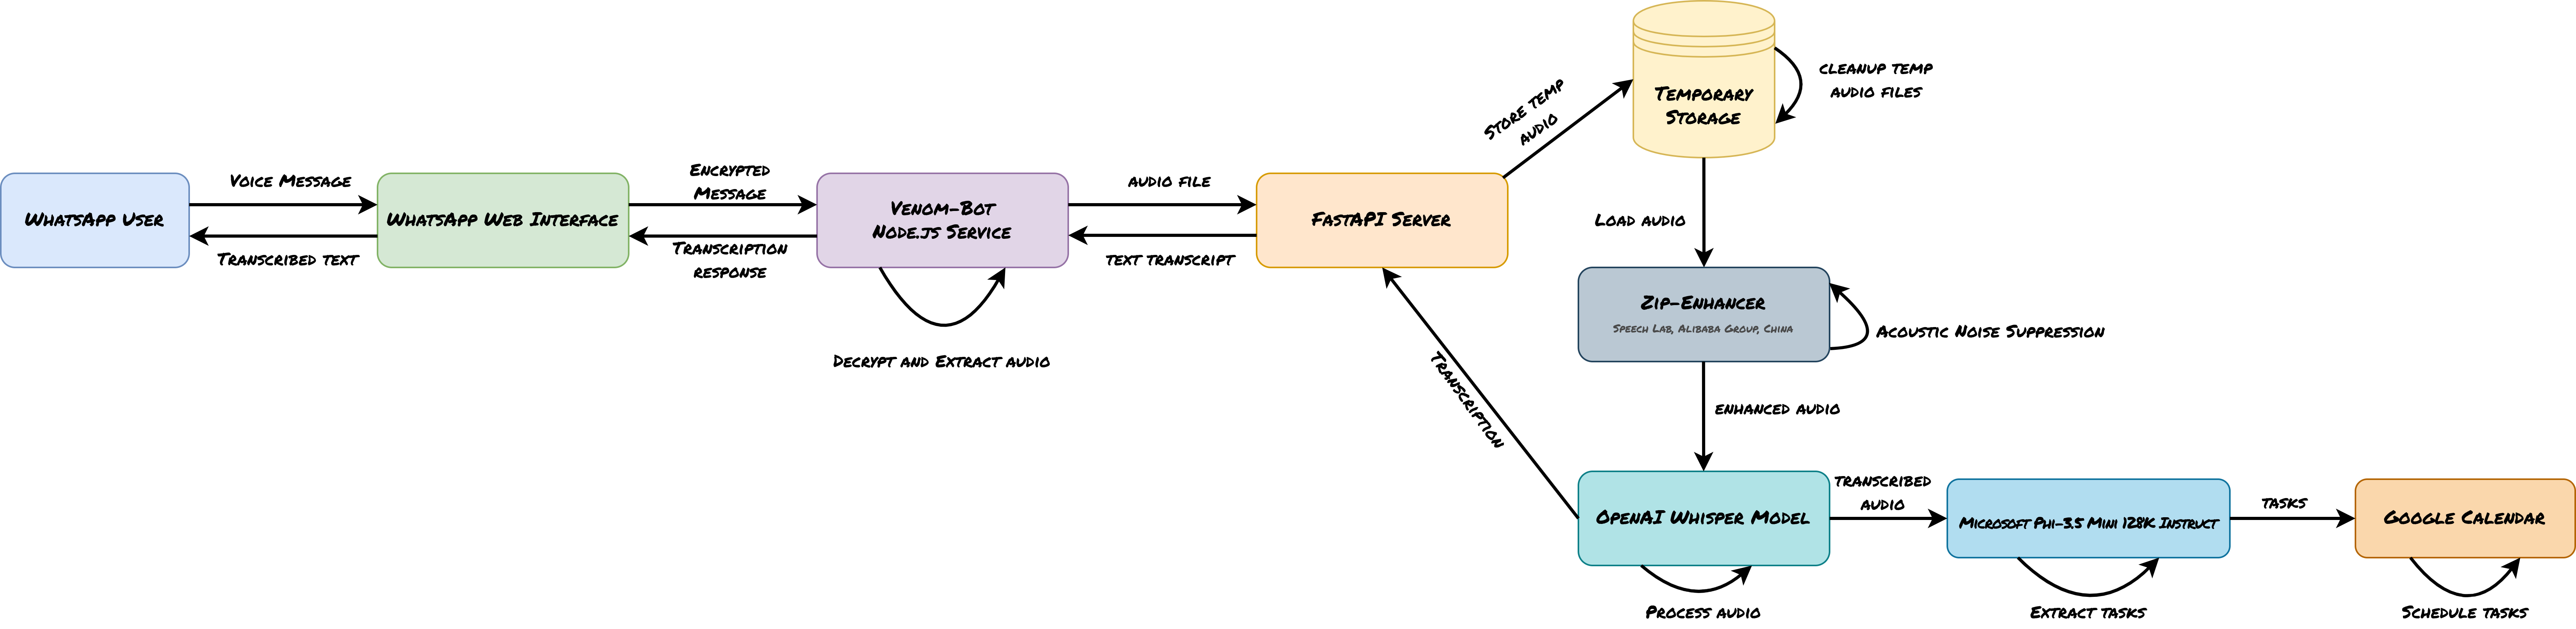 WhatsApp User
Voice Message
Transcribed text
WhatsApp Web Interface
Encrypted
Message
Transcription
response
Venom-Bot
Node.js Service
Decrypt and Extract audio
audio file
text transcript
FastAPI Server
Store temp
audio
Temporary
Storage
cleanup temp
audio files
Load audio
Zip-Enhancer
Speech Lab, Alibaba Group, China
Acoustic Noise Suppression
enhanced audio
Transcription
OpenAI Whisper Model
Process audio
transcribed
audio
Microsoft Phi-3.5 Mini 128K Instruct
Extract tasks
tasks
Google Calendar
Schedule tasks